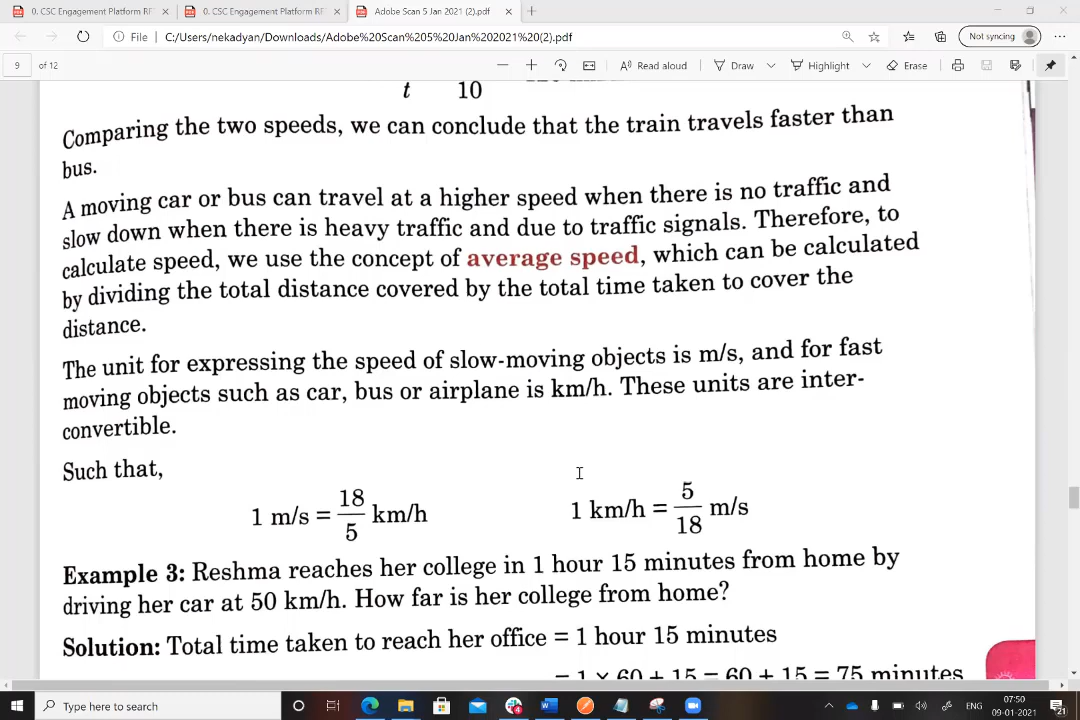 0. CSC Engagement Platform RF
0. CSC Engagement Platform RF
Adobe Scan 5 Jan 2021 (2).pdf
File C:/Users/nekadyan/Downloads/Adobe%20Scan%205%20Jan%202021%20(2).pdf Not syncing
9 of 12 Read aloud Draw Highlight Erase
t 10
Comparing the two speeds, we can conclude that the train travels faster than
bus.
A moving car or bus can travel at a higher speed when there is no traffic and
slow down when there is heavy traffic and due to traffic signals. Therefore, to
calculate speed, we use the concept of average speed, which can be calculated
by dividing the total distance covered by the total time taken to cover the
distance.
The unit for expressing the speed of slow-moving objects is m/s, and for fast
moving objects such as car, bus or airplane is km/h. These units are inter-
convertible.
Such that,
1 m/s = 18/5 km/h 1 km/h = 5/18 m/s
Example 3: Reshma reaches her college in 1 hour 15 minutes from home by
driving her car at 50 km/h. How far is her college from home?
Solution: Total time taken to reach her office = 1 hour 15 minutes
= 1 × 60 + 15 = 60 + 15 = 75 minutes
Type here to search
ENG
07:50
09-01-2021
21